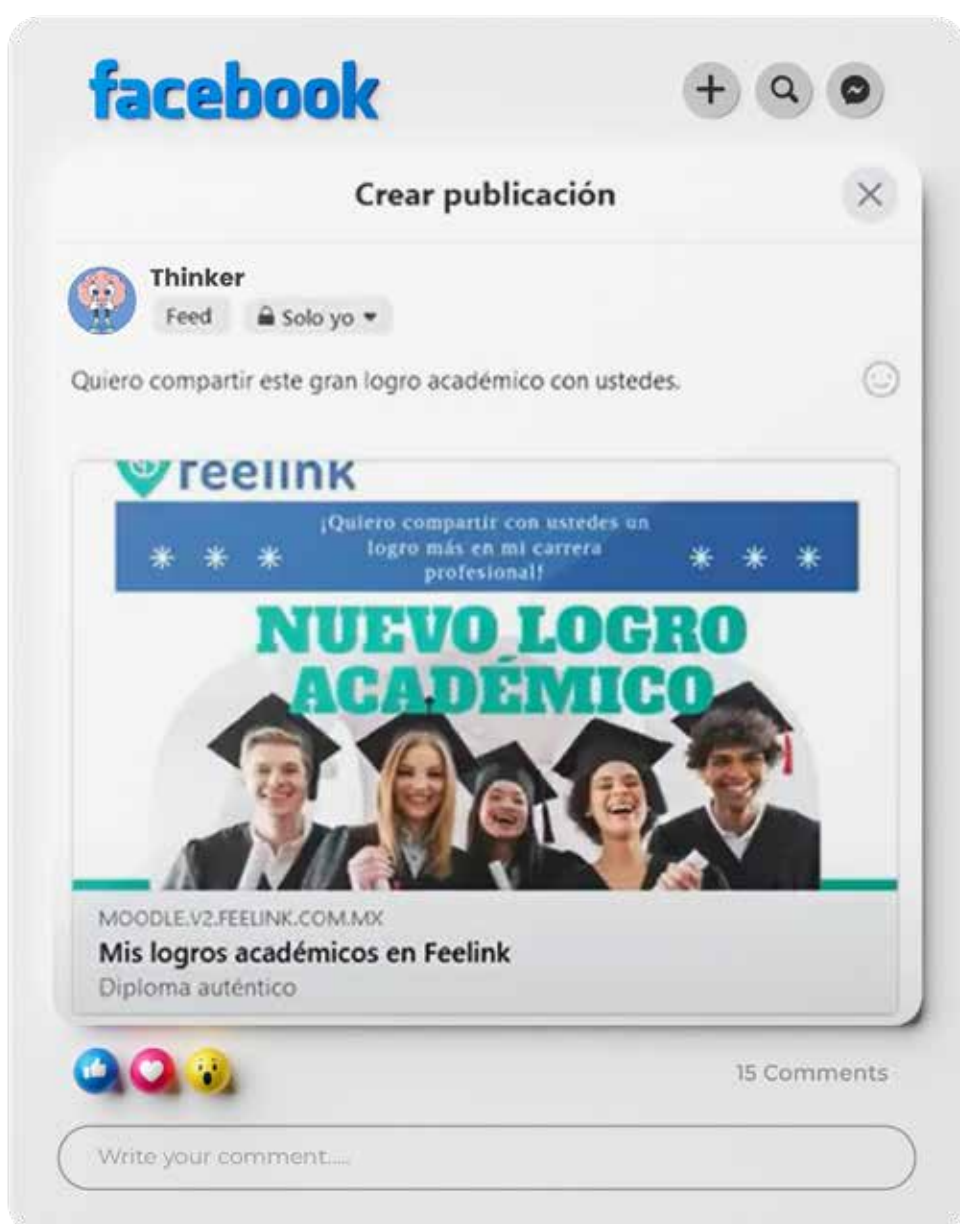 facebook
Crear publicación
Thinker
Feed
Solo yo
Quiero compartir este gran logro académico con ustedes.
feelink
¡Quiero compartir con ustedes un
logro más en mi carrera
profesional!
NUEVO LOGRO
ACADÉMICO
MOODLE.V2.FEELINK.COM.MX
Mis logros académicos en Feelink
Diploma auténtico
15 Comments
Write your comment.....